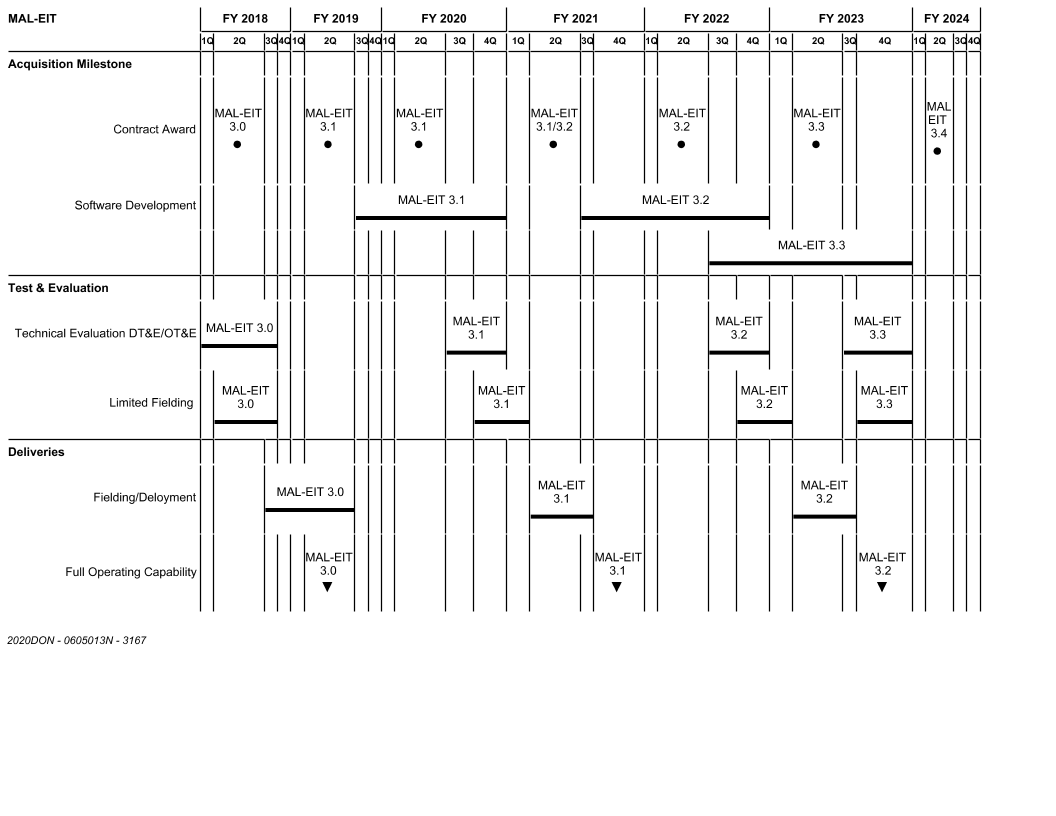 MAL-EIT FY 2018 FY 2019 FY 2020 FY 2021 FY 2022 FY 2023 FY 2024
1Q 2Q 3Q 4Q 1Q 2Q 3Q 4Q 1Q 2Q 3Q 4Q 1Q 2Q 3Q 4Q 1Q 2Q 3Q 4Q 1Q 2Q 3Q 4Q 1Q 2Q 3Q 4Q
Acquisition Milestone
Contract Award
MAL-EIT
3.0
MAL-EIT
3.1
MAL-EIT
3.1
MAL-EIT
3.1/3.2
MAL-EIT
3.2
MAL-EIT
3.3
MAL
EIT
3.4
Software Development
MAL-EIT 3.1
MAL-EIT 3.2
MAL-EIT 3.3
Test & Evaluation
Technical Evaluation DT&E/OT&E
MAL-EIT 3.0
MAL-EIT
3.1
MAL-EIT
3.2
MAL-EIT
3.3
Limited Fielding
MAL-EIT
3.0
MAL-EIT
3.1
MAL-EIT
3.2
MAL-EIT
3.3
Deliveries
Fielding/Deloyment
MAL-EIT 3.0
MAL-EIT
3.1
MAL-EIT
3.2
Full Operating Capability
MAL-EIT
3.0
MAL-EIT
3.1
MAL-EIT
3.2
2020DON - 0605013N - 3167